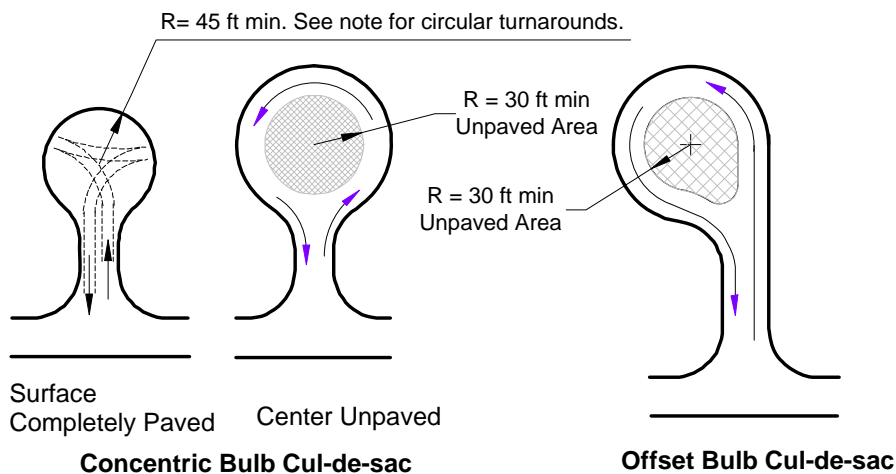 R= 45 ft min. See note for circular turnarounds.
R = 30 ft min
Unpaved Area
R = 30 ft min
Unpaved Area
Surface
Completely Paved
Center Unpaved
Concentric Bulb Cul-de-sac
Offset Bulb Cul-de-sac